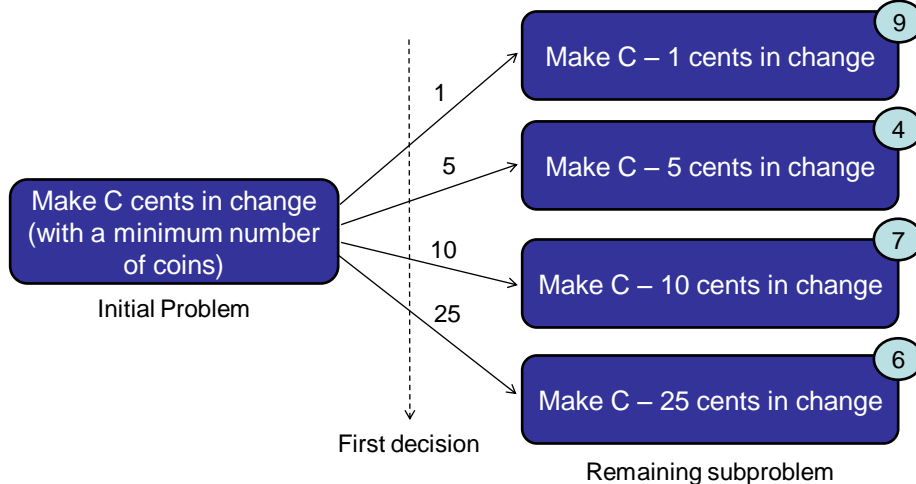 9
Make C – 1 cents in change
1
4
Make C – 5 cents in change
5
Make C cents in change
(with a minimum number
of coins)
Initial Problem
7
10
Make C – 10 cents in change
25
6
Make C – 25 cents in change
First decision
Remaining subproblem